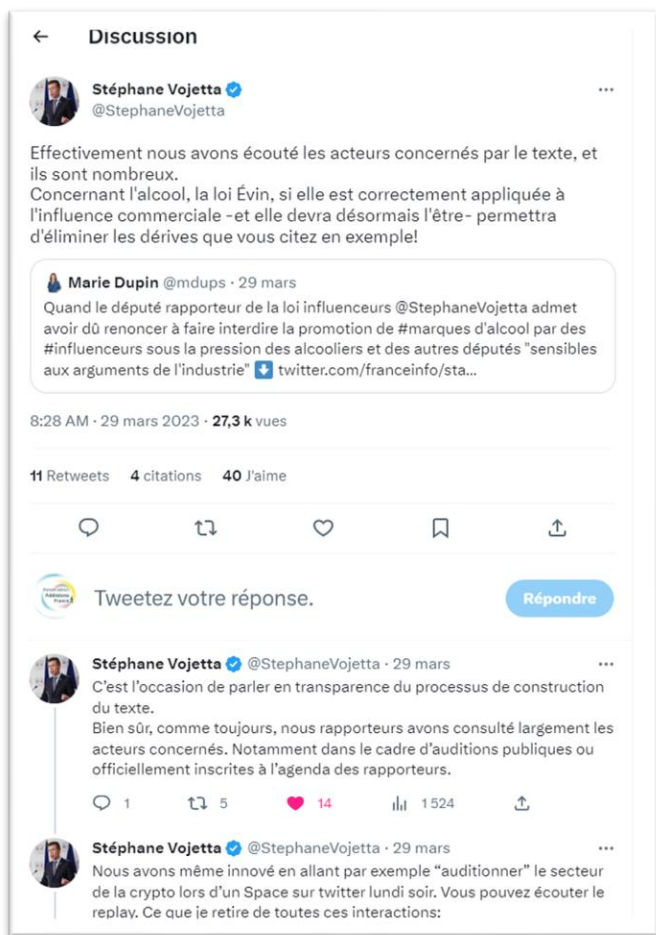 Discussion
Stéphane Vojetta
@StephaneVojetta
Effectivement nous avons écouté les acteurs concernés par le texte, et
ils sont nombreux.
Concernant l'alcool, la loi Évin, si elle est correctement appliquée à
l'influence commerciale -et elle devra désormais l'être- permettra
d'éliminer les dérives que vous citez en exemple!
Marie Dupin @mdups · 29 mars
Quand le député rapporteur de la loi influenceurs @StephaneVojetta admet
avoir dû renoncer à faire interdire la promotion de #marques d'alcool par des
#influenceurs sous la pression des alcooliers et des autres députés "sensibles
aux arguments de l'industrie" ⬇️ twitter.com/franceinfo/sta...
8:28 AM · 29 mars 2023 · 27,3 k vues
11 Retweets 4 citations 40 J'aime
Tweetez votre réponse.
Répondre
Stéphane Vojetta @StephaneVojetta · 29 mars
C'est l'occasion de parler en transparence du processus de construction
du texte.
Bien sûr, comme toujours, nous rapporteurs avons consulté largement les
acteurs concernés. Notamment dans le cadre d'auditions publiques ou
officiellement inscrites à l'agenda des rapporteurs.
1 5 14 1 524
Stéphane Vojetta @StephaneVojetta · 29 mars
Nous avons même innové en allant par exemple "auditionner" le secteur
de la crypto lors d'un Space sur twitter lundi soir. Vous pouvez écouter le
replay. Ce que je retire de toutes ces interactions: